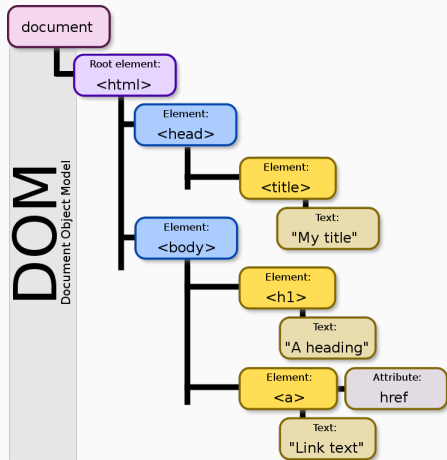 document
Root element:
<html>
Element:
<head>
Element:
<title>
Text:
"My title"
Element:
<body>
Element:
<h1>
Text:
"A heading"
Element:
<a>
Attribute:
href
Text:
"Link text"
DOM
Document Object Model